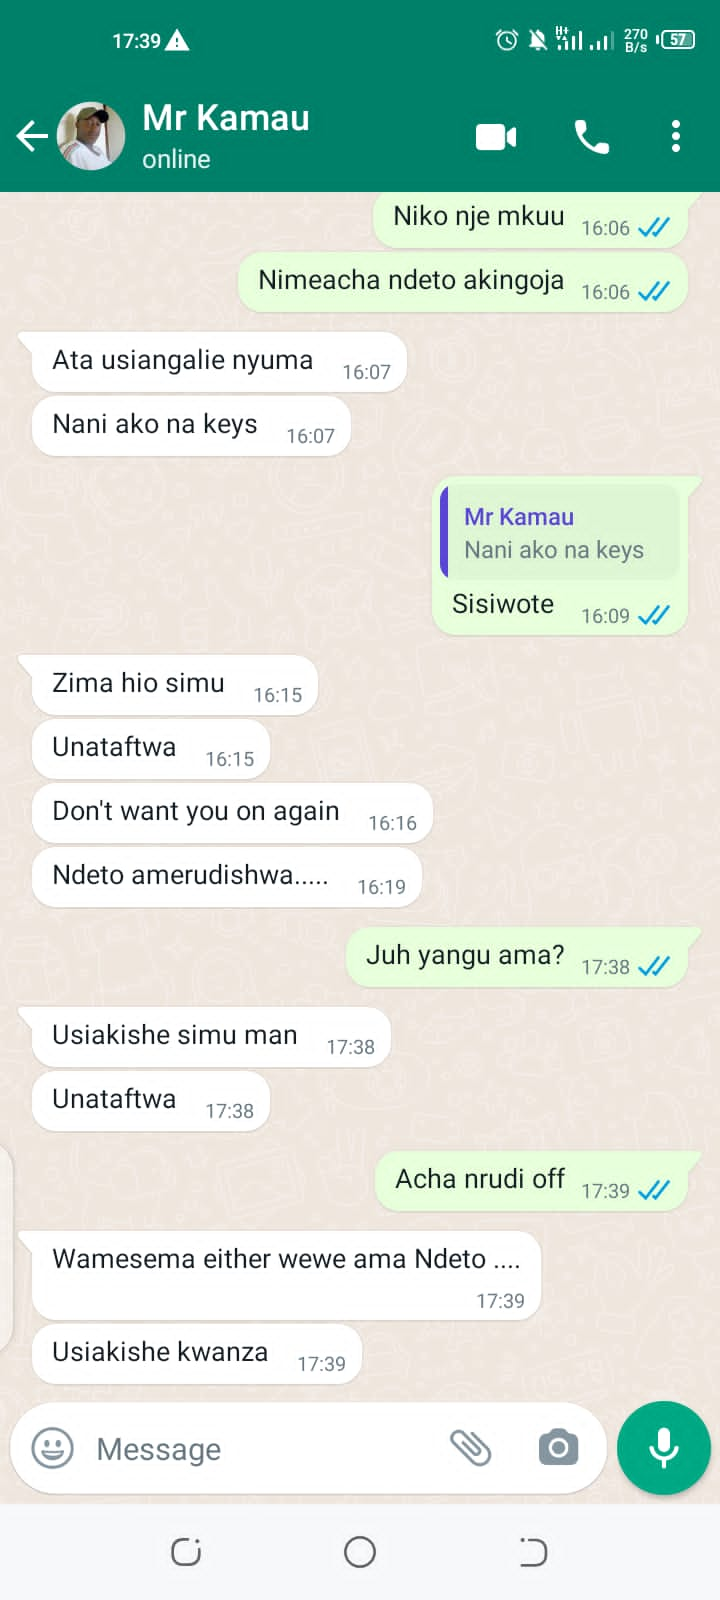 17:39
H+
270
B/s
57
Mr Kamau
online
Niko nje mkuu 16:06
Nimeacha ndeto akingoja 16:06
Ata usiangalie nyuma 16:07
Nani ako na keys 16:07
Mr Kamau
Nani ako na keys
Sisiwote 16:09
Zima hio simu 16:15
Unataftwa 16:15
Don't want you on again 16:16
Ndeto amerudishwa..... 16:19
Juh yangu ama? 17:38
Usiakishe simu man 17:38
Unataftwa 17:38
Acha nrudi off 17:39
Wamesema either wewe ama Ndeto ....
17:39
Usiakishe kwanza 17:39
Message